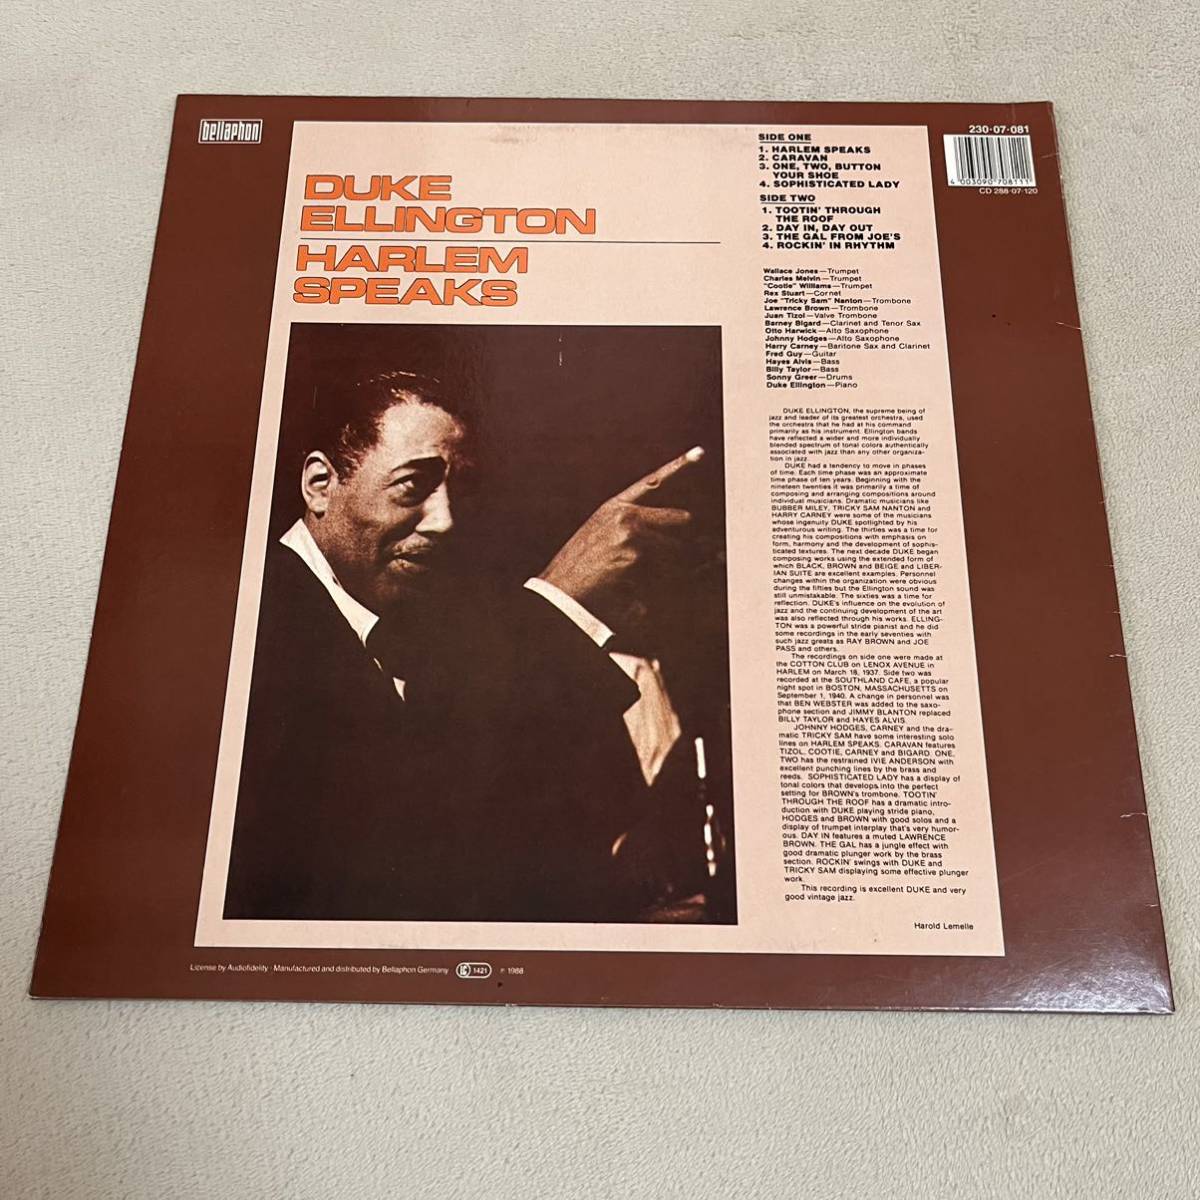 bellaphon
230·07·081
4 003090 708111
CD 288·07·120
DUKE
ELLINGTON
HARLEM
SPEAKS
SIDE ONE
1. HARLEM SPEAKS
2. CARAVAN
3. ONE, TWO, BUTTON
YOUR SHOE
4. SOPHISTICATED LADY
SIDE TWO
1. TOOTIN' THROUGH
THE ROOF
2. DAY IN, DAY OUT
3. THE GAL FROM JOE'S
4. ROCKIN' IN RHYTHM
Wallace Jones—Trumpet
Charles Melvin—Trumpet
"Cootie" Williams—Trumpet
Rex Stuart—Cornet
Joe "Tricky Sam" Nanton—Trombone
Lawrence Brown—Trombone
Juan Tizol—Valve Trombone
Barney Bigard—Clarinet and Tenor Sax
Otto Harwick—Alto Saxophone
Johnny Hodges—Alto Saxophone
Harry Carney—Baritone Sax and Clarinet
Fred Guy—Guitar
Hayes Alvis—Bass
Billy Taylor—Bass
Sonny Greer—Drums
Duke Ellington—Piano
DUKE ELLINGTON, the supreme being of
jazz and leader of its greatest orchestra, used
the orchestra that he had at his command
primarily as his instrument. Ellington bands
have reflected a wider and more individually
blended spectrum of tonal colors authentically
associated with jazz than any other organiza-
tion in jazz.
DUKE had a tendency to move in phases
of time. Each time phase was an approximate
time phase of ten years. Beginning with the
nineteen twenties it was primarily a time of
composing and arranging compositions around
individual musicians. Dramatic musicians like
BUBBER MILEY, TRICKY SAM NANTON and
HARRY CARNEY were some of the musicians
whose ingenuity DUKE spotlighted by his
adventurous writing. The thirties was a time for
creating his compositions with emphasis on
form, harmony and the development of sophis-
ticated textures. The next decade DUKE began
composing works using the extended form of
which BLACK, BROWN and BEIGE and LIBER-
IAN SUITE are excellent examples. Personnel
changes within the organization were obvious
during the fifties but the Ellington sound was
still unmistakable. The sixties was a time for
reflection. DUKE's influence on the evolution of
jazz and the continuing development of the art
was also reflected through his works. ELLING-
TON was a powerful stride pianist and he did
some recordings in the early seventies with
such jazz greats as RAY BROWN and JOE
PASS and others.
The recordings on side one were made at
the COTTON CLUB on LENOX AVENUE in
HARLEM on March 18, 1937. Side two was
recorded at the SOUTHLAND CAFE, a popular
night spot in BOSTON, MASSACHUSETTS on
September 1, 1940. A change in personnel was
that BEN WEBSTER was added to the saxo-
phone section and JIMMY BLANTON replaced
BILLY TAYLOR and HAYES ALVIS.
JOHNNY HODGES, CARNEY and the dra-
matic TRICKY SAM have some interesting solo
lines on HARLEM SPEAKS. CARAVAN features
TIZOL, COOTIE, CARNEY and BIGARD. ONE,
TWO has the restrained IVIE ANDERSON with
excellent punching lines by the brass and
reeds. SOPHISTICATED LADY has a display of
tonal colors that develops into the perfect
setting for BROWN's trombone. TOOTIN'
THROUGH THE ROOF has a dramatic intro-
duction with DUKE playing stride piano,
HODGES and BROWN with good solos and a
display of trumpet interplay that's very humor-
ous. DAY IN features a muted LAWRENCE
BROWN. THE GAL has a jungle effect with
good dramatic plunger work by the brass
section. ROCKIN' swings with DUKE and
TRICKY SAM displaying some effective plunger
work.
This recording is excellent DUKE and very
good vintage jazz.
Harold Lemelle
License by Audiofidelity · Manufactured and distributed by Bellaphon Germany LC 1421 ℗ 1988